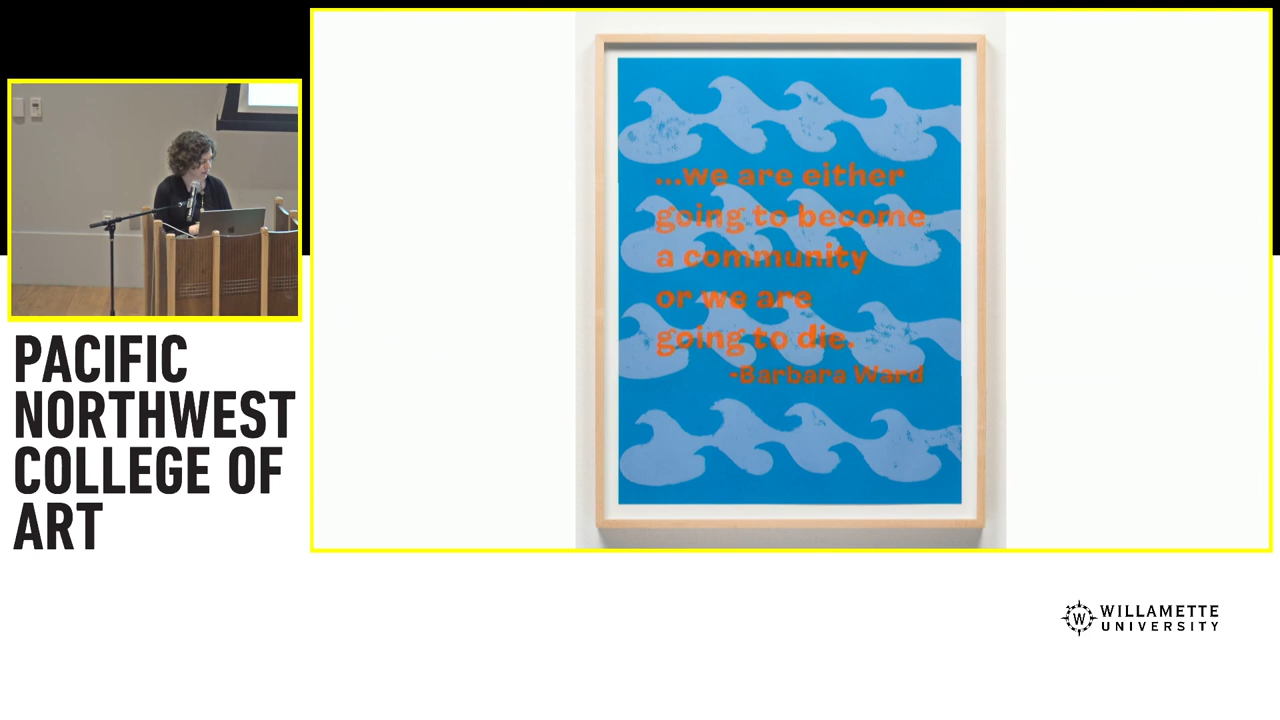 ...we are either
going to become
a community
or we are
going to die.
-Barbara Ward
PACIFIC
NORTHWEST
COLLEGE OF
ART
W
WILLAMETTE
UNIVERSITY